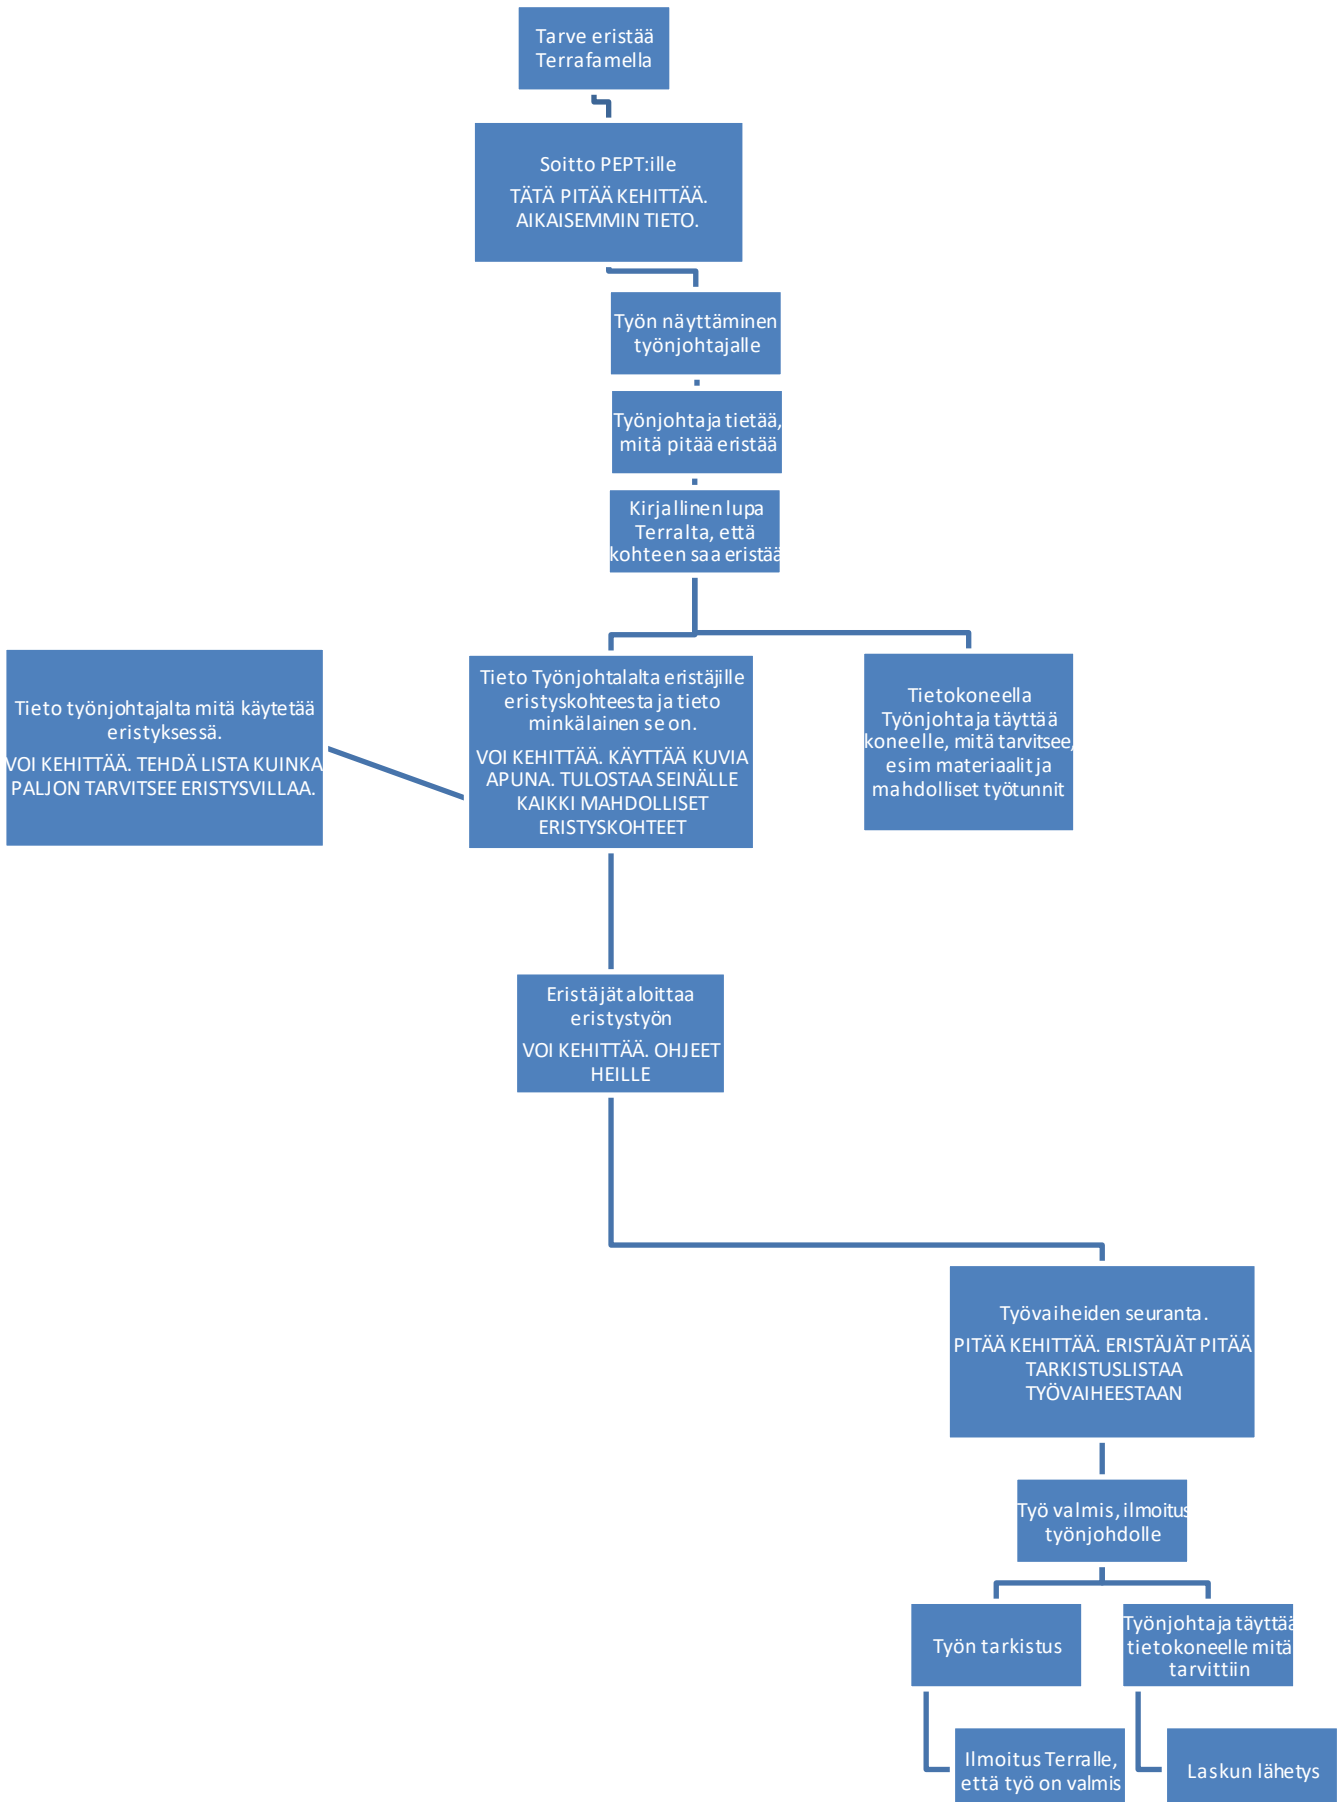 Tarve eristää
Terrafamella
Soitto PEPT:ille
TÄTÄ PITÄÄ KEHITTÄÄ.
AIKAISEMMIN TIETO.
Työn näyttäminen
työnjohtajalle
Työnjohtaja tietää,
mitä pitää eristää
Kirjallinen lupa
Terralta, että
kohteen saa eristää
Tieto työnjohtajalta mitä käytetää
eristyksessä.
VOI KEHITTÄÄ. TEHDÄ LISTA KUINKA
PALJON TARVITSEE ERISTYSVILLAA.
Tieto Työnjohtalalta eristäjille
eristyskohteesta ja tieto
minkälainen se on.
VOI KEHITTÄÄ. KÄYTTÄÄ KUVIA
APUNA. TULOSTAA SEINÄLLE
KAIKKI MAHDOLLISET
ERISTYSKOHTEET
Tietokoneella
Työnjohtaja täyttää
koneelle, mitä tarvitsee,
esim materiaalit ja
mahdolliset työtunnit
Eristäjät aloittaa
eristystyön
VOI KEHITTÄÄ. OHJEET
HEILLE
Työvaiheiden seuranta.
PITÄÄ KEHITTÄÄ. ERISTÄJÄT PITÄÄ
TARKISTUSLISTAA
TYÖVAIHEESTAAN
Työ valmis, ilmoitus
työnjohdolle
Työn tarkistus
Työnjohtaja täyttää
tietokoneelle mitä
tarvittiin
Ilmoitus Terralle,
että työ on valmis
Laskun lähetys